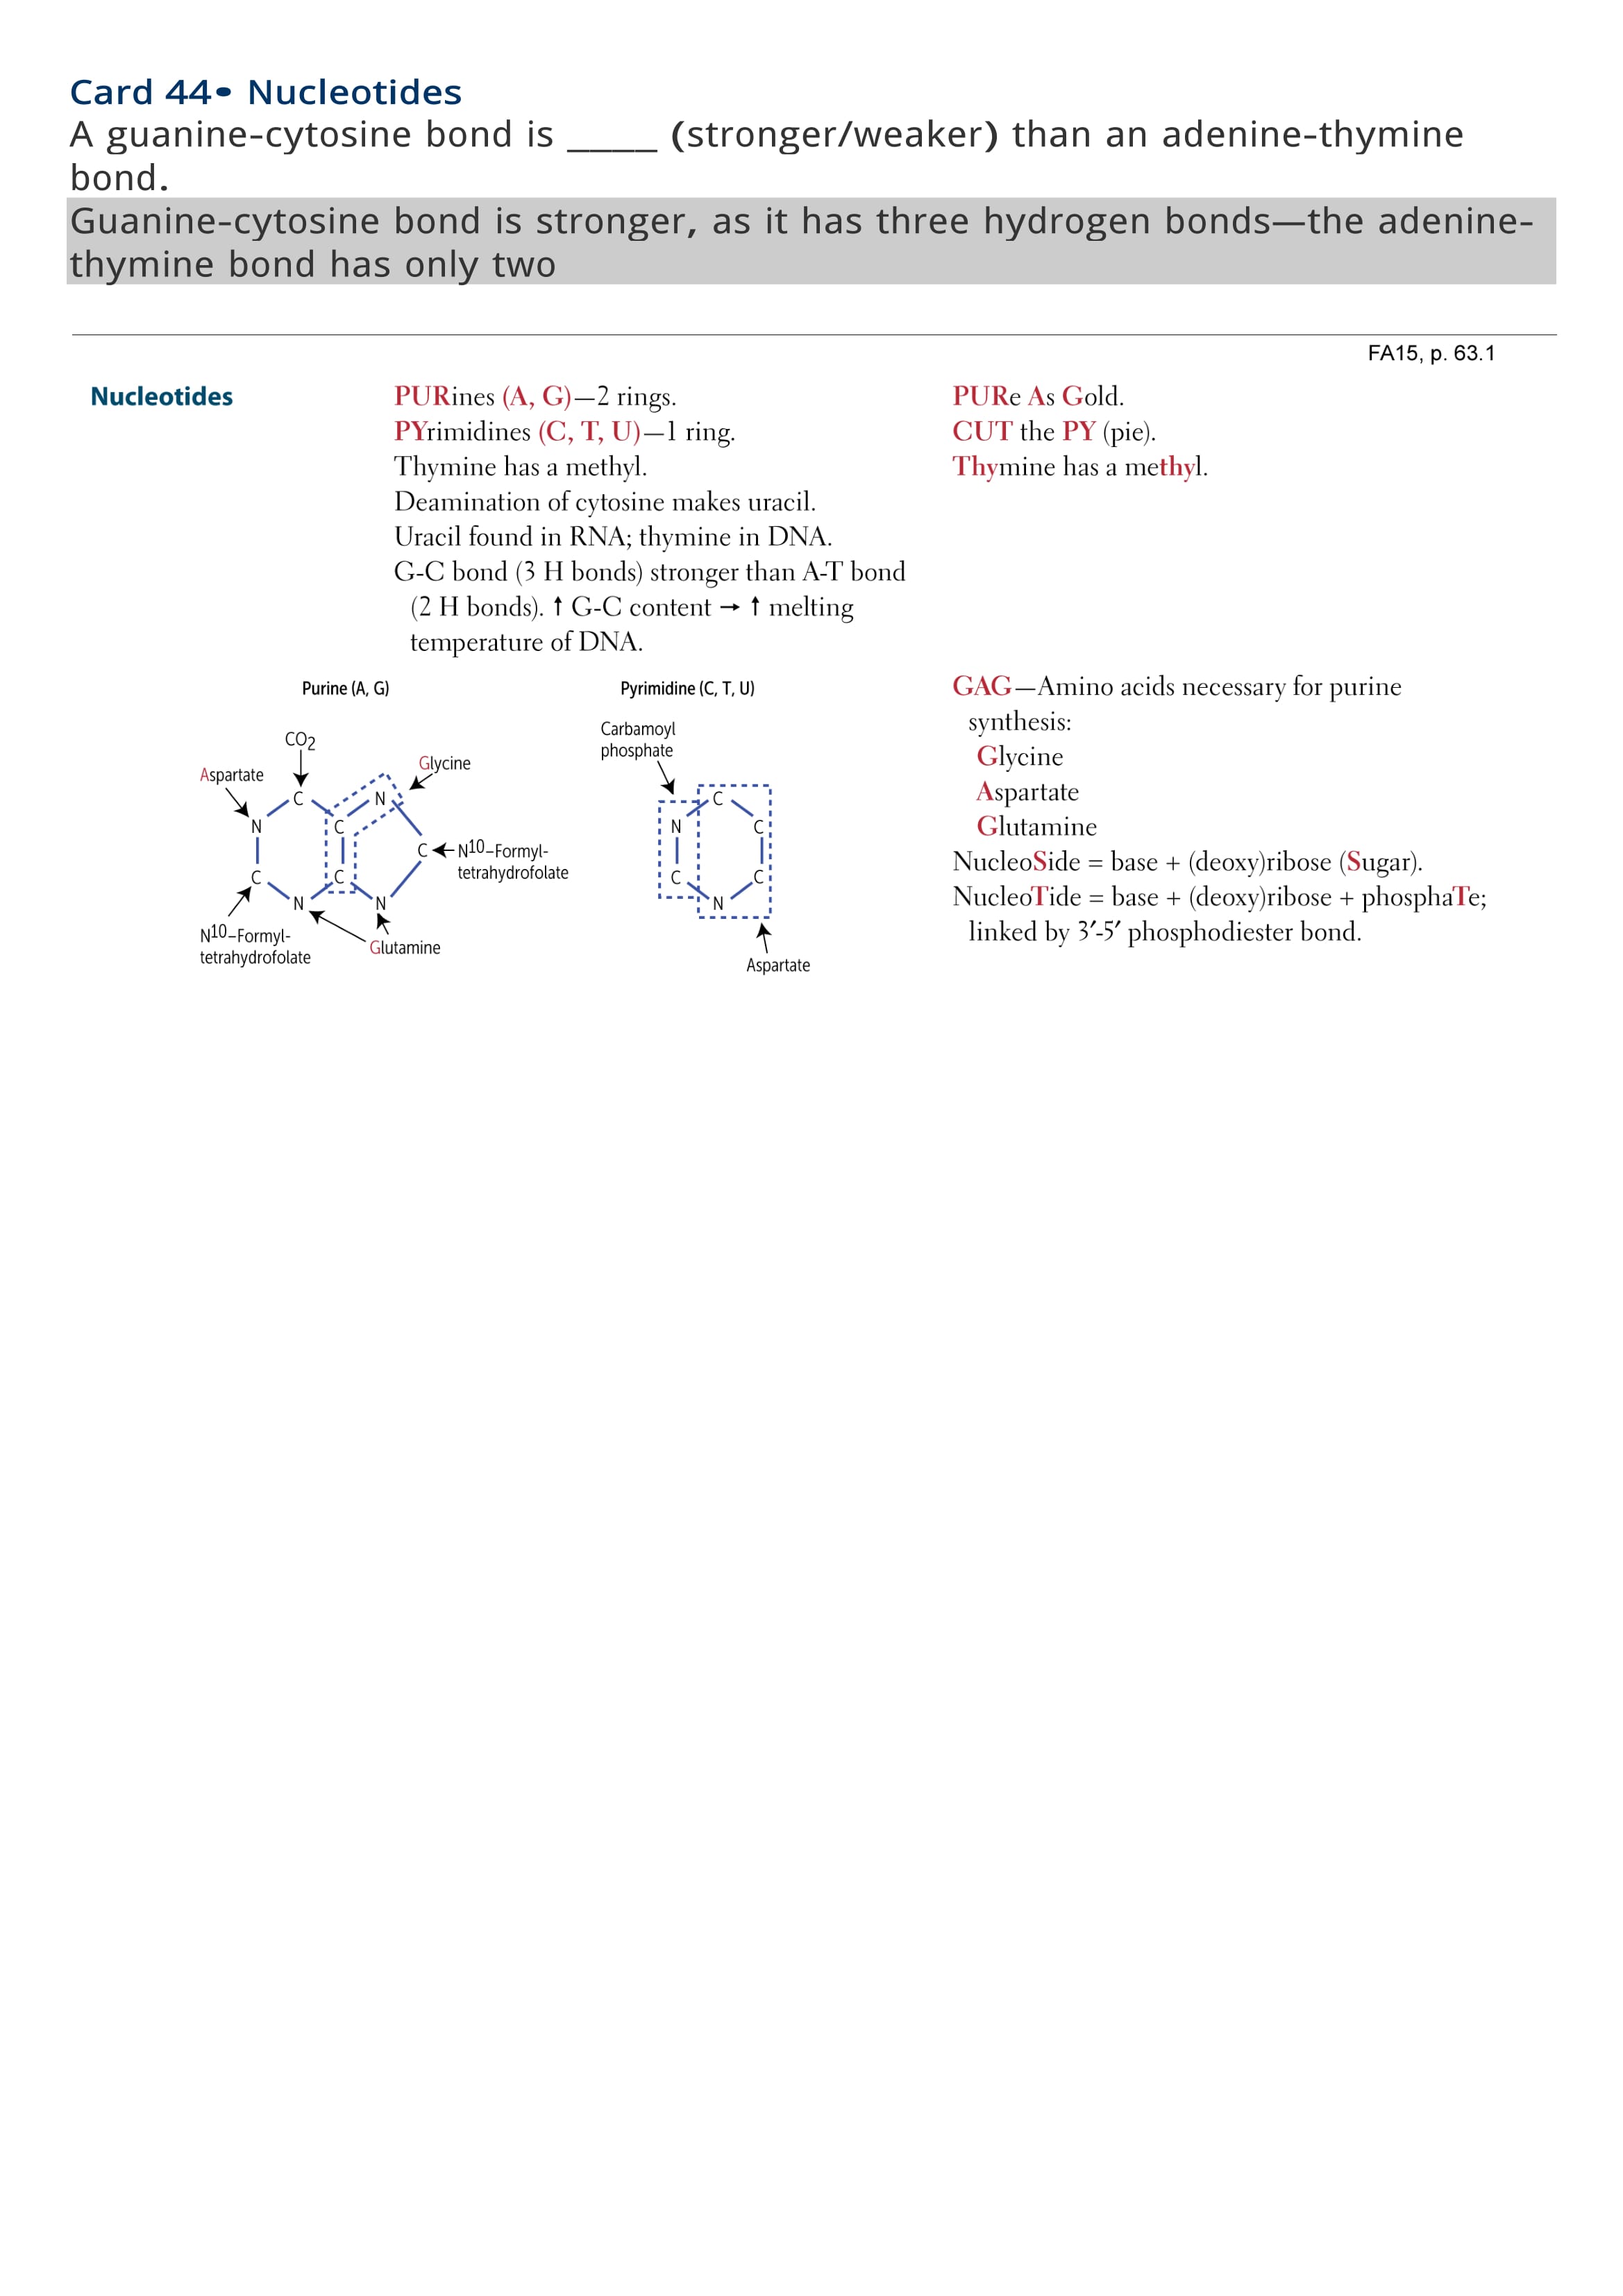 Card 44• Nucleotides
A guanine-cytosine bond is ____ (stronger/weaker) than an adenine-thymine
bond.
Guanine-cytosine bond is stronger, as it has three hydrogen bonds—the adenine-
thymine bond has only two
FA15, p. 63.1
Nucleotides
PURines (A, G)—2 rings.
PYrimidines (C, T, U)—1 ring.
Thymine has a methyl.
Deamination of cytosine makes uracil.
Uracil found in RNA; thymine in DNA.
G-C bond (3 H bonds) stronger than A-T bond
(2 H bonds). ↑ G-C content → ↑ melting
temperature of DNA.
PURe As Gold.
CUT the PY (pie).
Thymine has a methyl.
Purine (A, G)
CO2
Aspartate
Glycine
C
N
N
C
C
N10–Formyl-
tetrahydrofolate
C
C
N
N
N10–Formyl-
tetrahydrofolate
Glutamine
Pyrimidine (C, T, U)
Carbamoyl
phosphate
C
N
C
C
C
N
Aspartate
GAG—Amino acids necessary for purine
synthesis:
Glycine
Aspartate
Glutamine
NucleoSide = base + (deoxy)ribose (Sugar).
NucleoTide = base + (deoxy)ribose + phosphaTe;
linked by 3′-5′ phosphodiester bond.